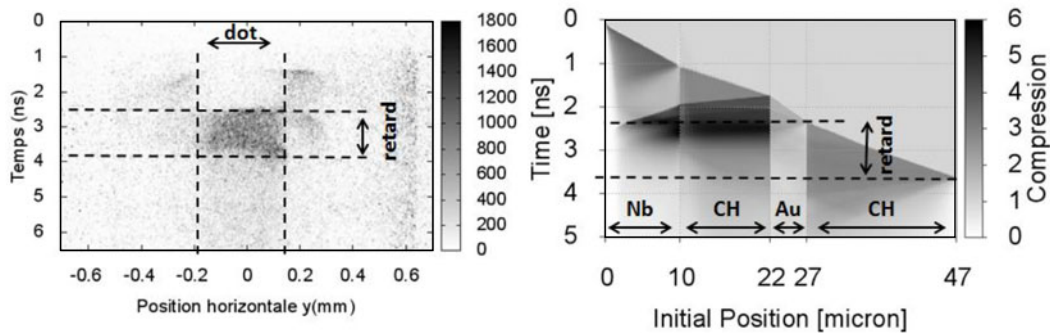 0
1
2
3
4
5
6
Temps (ns)
dot
retard
-0.6 -0.4 -0.2 0 0.2 0.4 0.6
Position horizontale y(mm)
1800
1600
1400
1200
1000
800
600
400
200
0
0
1
2
3
4
5
Time [ns]
retard
Nb CH Au CH
0 10 22 27 47
Initial Position [micron]
6
5
4
3
2
1
0
Compression